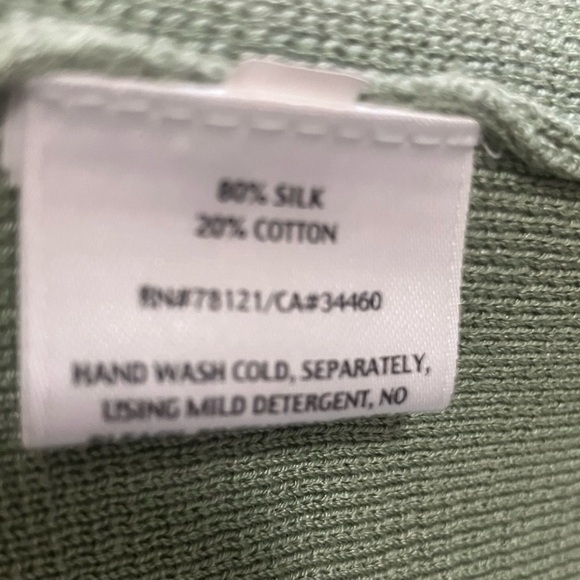 80% SILK
20% COTTON
RN#78121/CA#34460
HAND WASH COLD, SEPARATELY,
USING MILD DETERGENT, NO